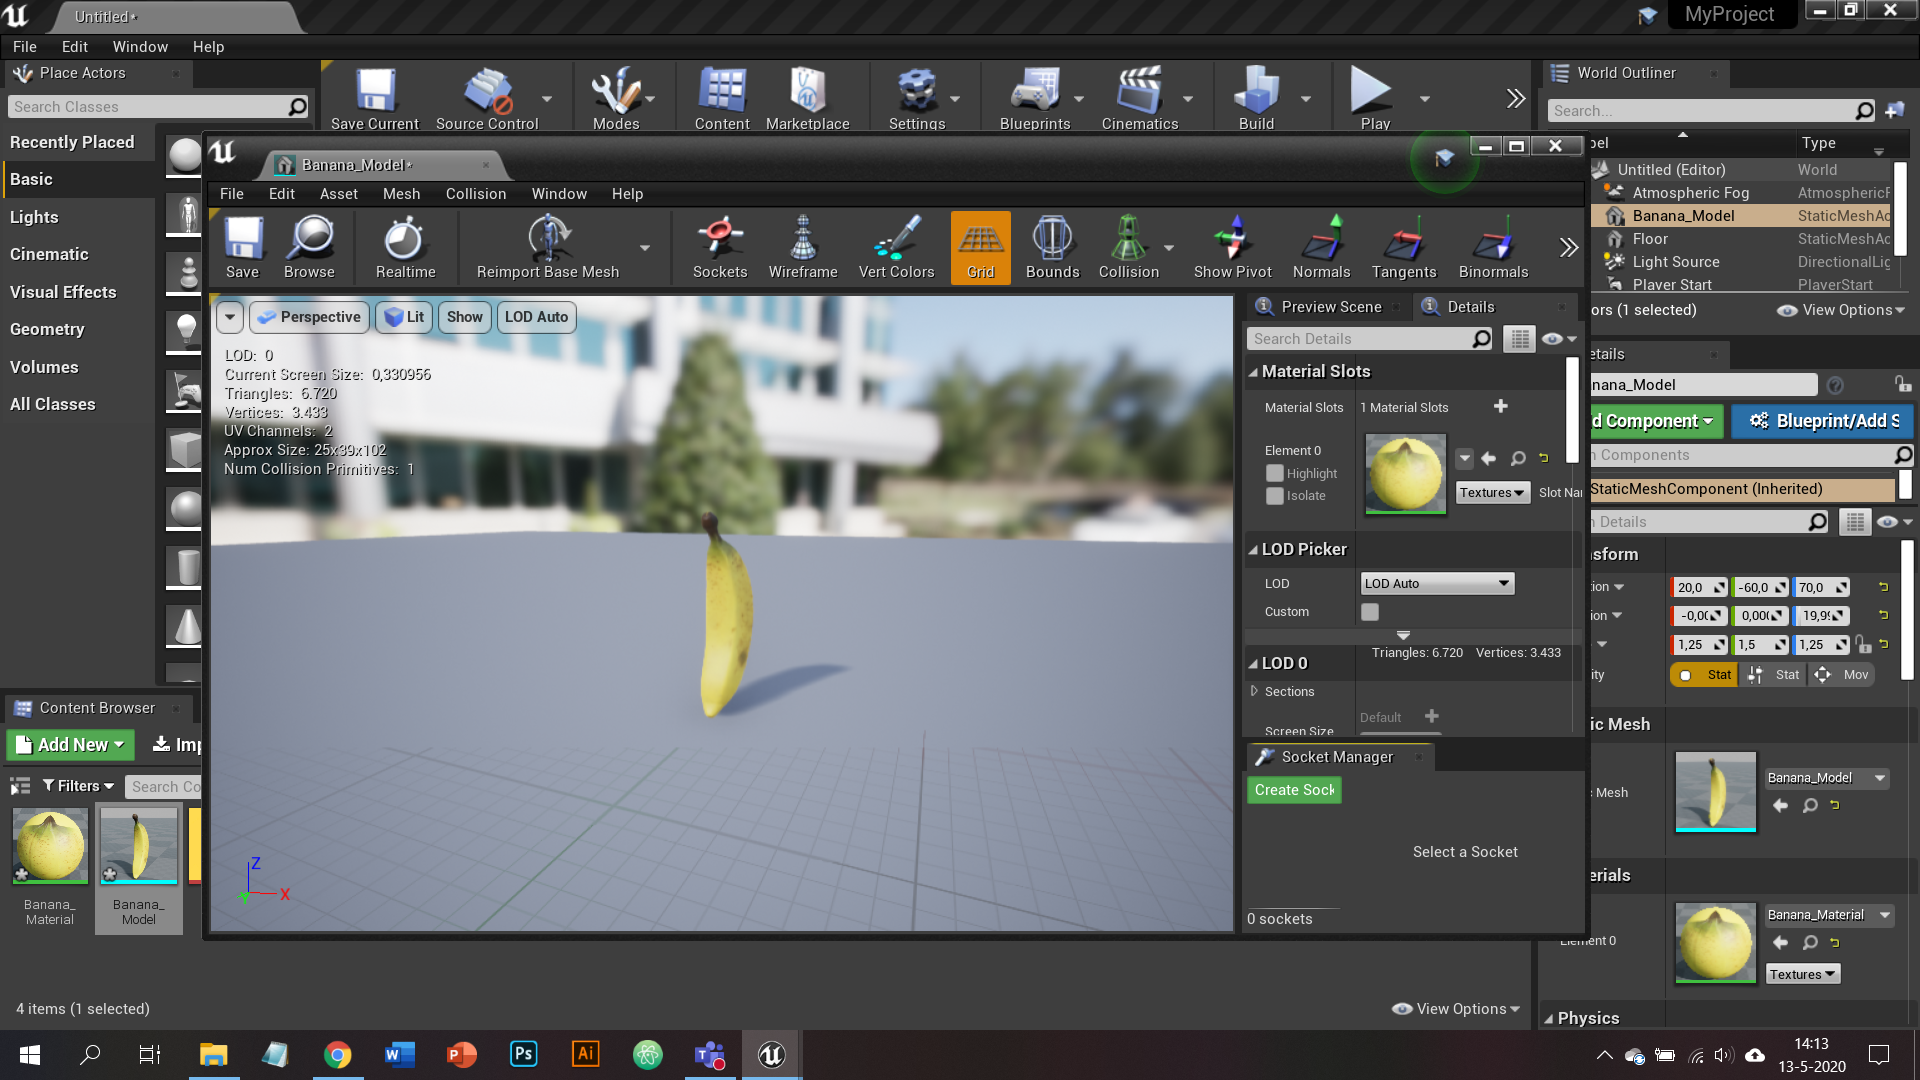 Untitled*
MyProject
File Edit Window Help
Place Actors
Search Classes
Recently Placed
Basic
Lights
Cinematic
Visual Effects
Geometry
Volumes
All Classes
Save Current
Source Control
Modes
Content
Marketplace
Settings
Blueprints
Cinematics
Build
Play
World Outliner
Search...
bel Type
Untitled (Editor) World
Atmospheric Fog AtmosphericF
Banana_Model StaticMeshAc
Floor StaticMeshAc
Light Source DirectionalLig
Player Start PlayerStart
ors (1 selected)
View Options
Banana_Model*
File Edit Asset Mesh Collision Window Help
Save
Browse
Realtime
Reimport Base Mesh
Sockets
Wireframe
Vert Colors
Grid
Bounds
Collision
Show Pivot
Normals
Tangents
Binormals
Perspective
Lit
Show
LOD Auto
LOD: 0
Current Screen Size: 0,330956
Triangles: 6.720
Vertices: 3.433
UV Channels: 2
Approx Size: 25x39x102
Num Collision Primitives: 1
Z
X
Y
Preview Scene
Details
Search Details
Material Slots
Material Slots 1 Material Slots
Element 0
Highlight
Isolate
Textures
Slot Nar
LOD Picker
LOD LOD Auto
Custom
LOD 0
Triangles: 6.720 Vertices: 3.433
Sections
Default
Screen Size
Socket Manager
Create Sock
Select a Socket
0 sockets
etails
nana_Model
d Component
Blueprint/Add S
h Components
StaticMeshComponent (Inherited)
h Details
sform
ion 20,0 -60,0 70,0
ion -0,00 0,000 19,99
1,25 1,5 1,25
ity Stat Stat Mov
ic Mesh
c Mesh
Banana_Model
erials
Element 0
Banana_Material
Textures
Physics
Content Browser
Add New
Imp
Filters
Search Co
Banana_
Material
Banana_
Model
4 items (1 selected)
View Options
Ps
Ai
14:13
13-5-2020